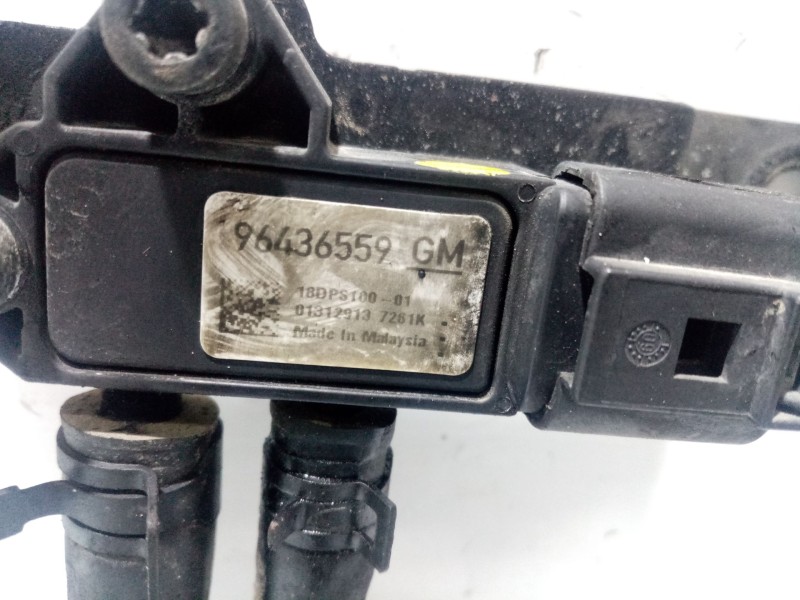 96436559 GM
18DPS100-01
01312913 7261K
Made in Malaysia